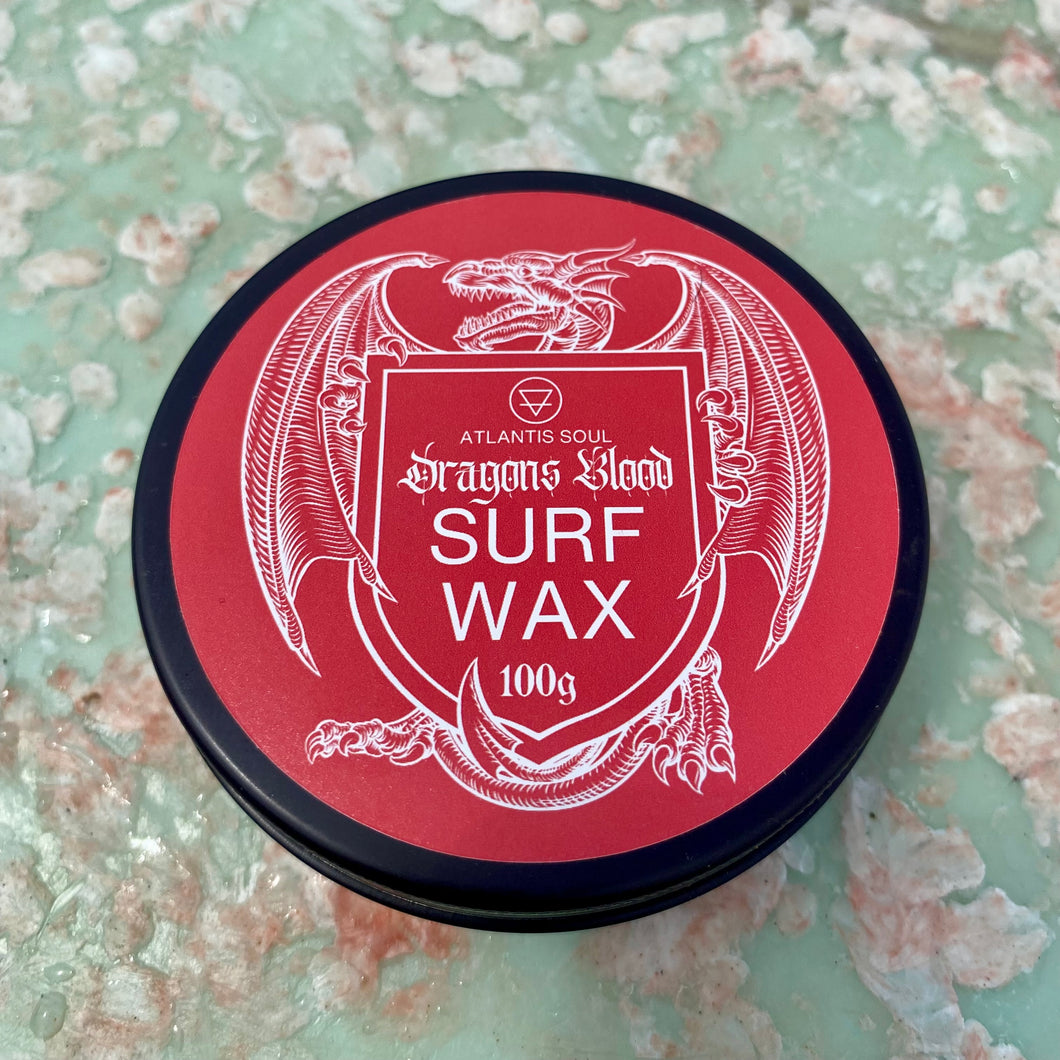 ATLANTIS SOUL
Dragons Blood
SURF
WAX
100g